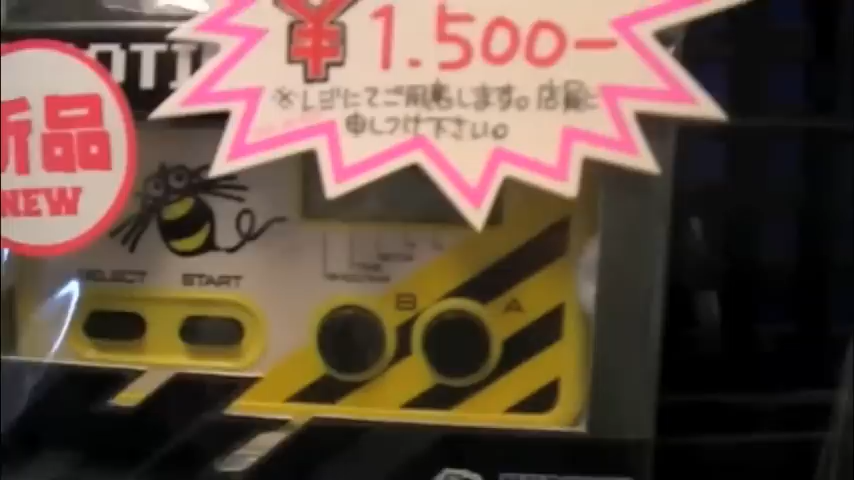 ¥1.500-
※レジにてご用意します。店員に
申しつけ下さい。
新品
NEW
SELECT START
B A